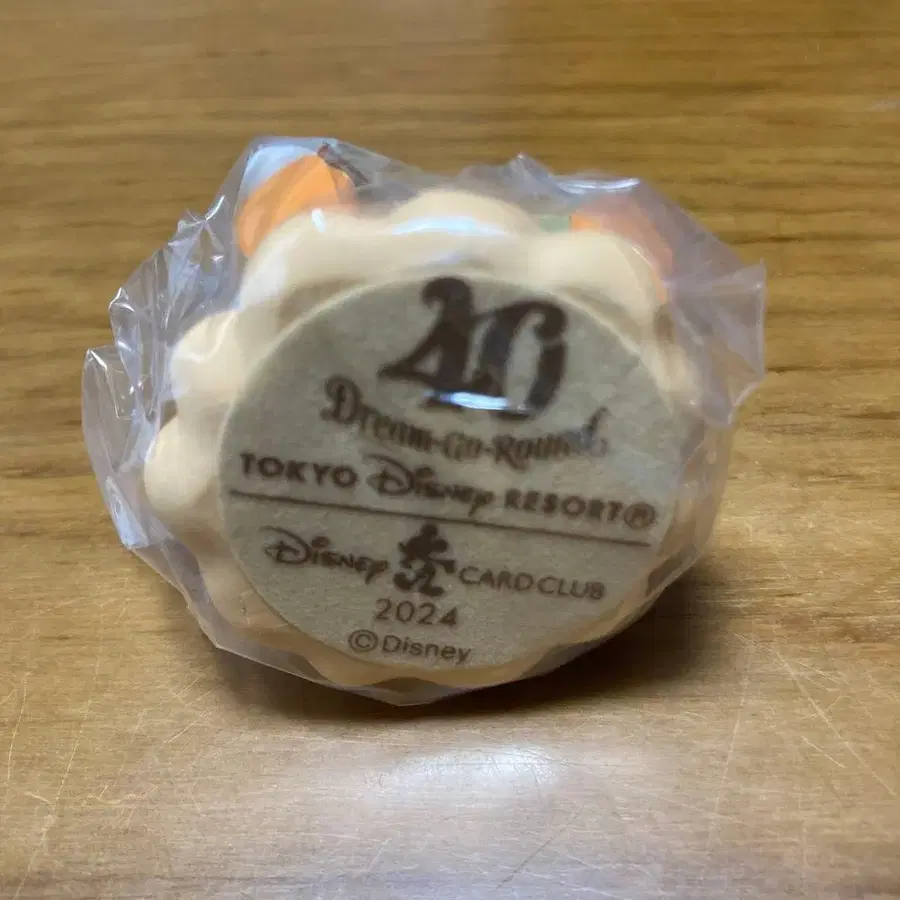 40
Dream-Go-Round
TOKYO Disney RESORT®
Disney CARD CLUB
2024
©Disney